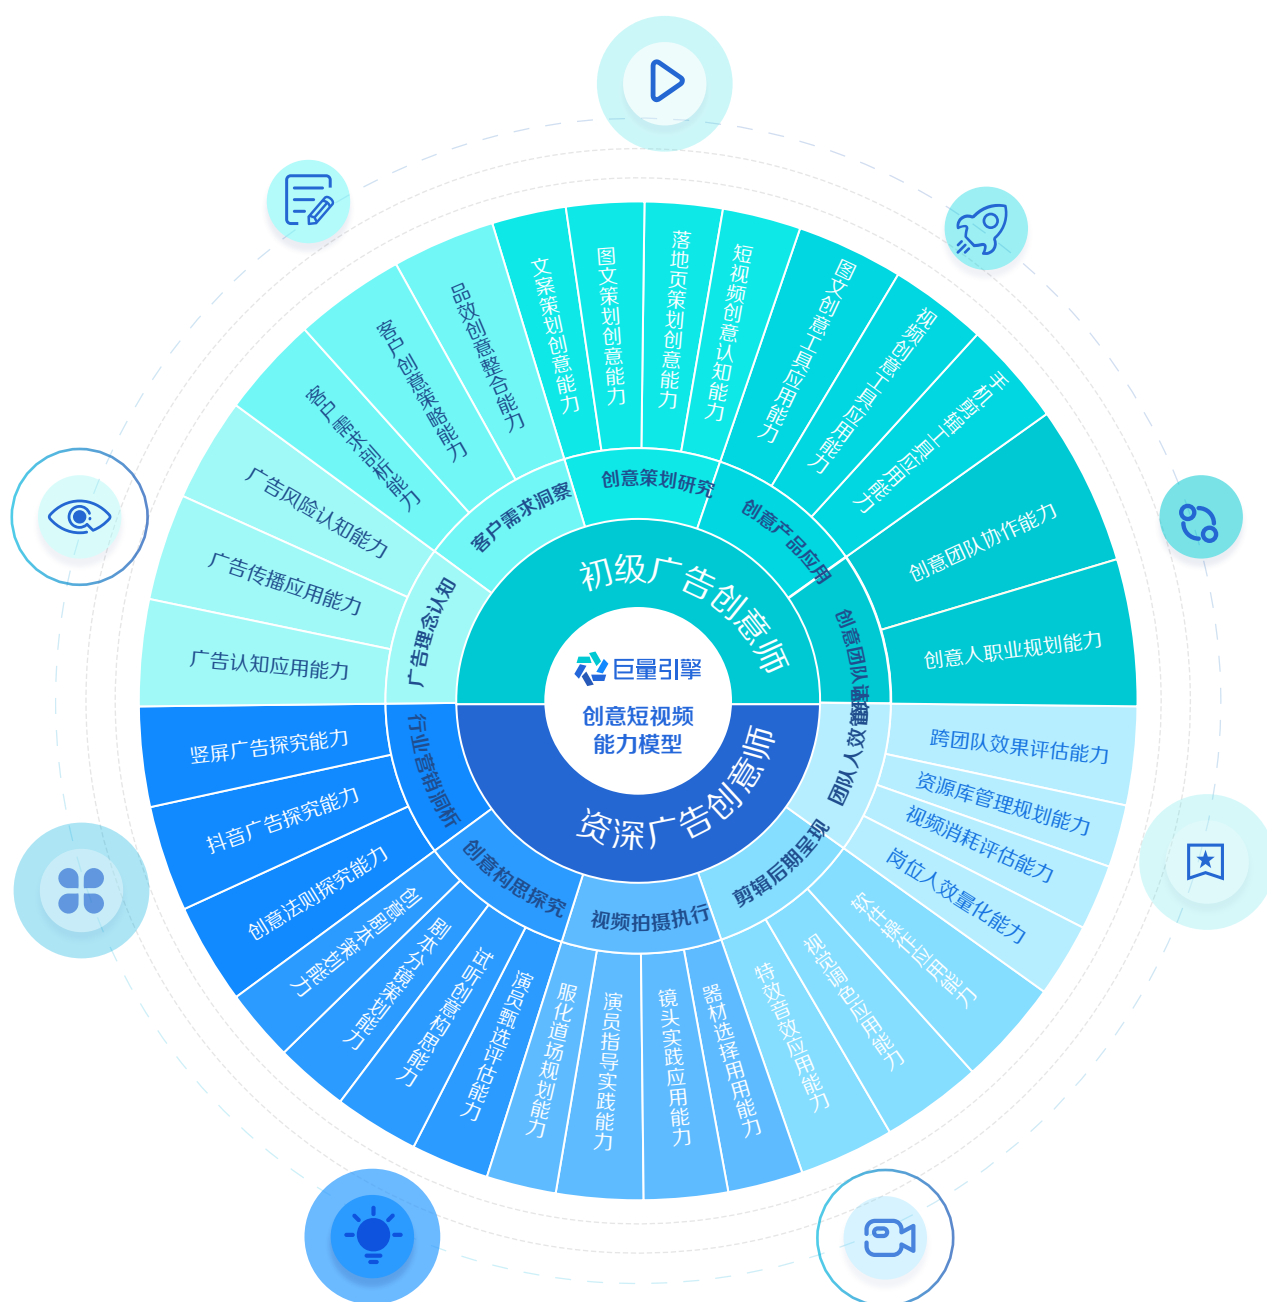 巨量引擎
创意短视频
能力模型
初级广告创意师
资深广告创意师
广告理念认知
客户需求洞察
创意策划研究
创意产品应用
创意团队
团队人效
剪辑后期呈现
视频拍摄执行
创意构思探究
行业营销洞析
广告认知应用能力
广告传播应用能力
广告风险认知能力
客户需求剖析能力
客户创意策略能力
品效创意整合能力
文案策划创意能力
图文策划创意能力
落地页策划创意能力
短视频创意认知能力
图文创意工具应用能力
视频创意工具应用能力
手机剪辑工具应用能力
创意团队协作能力
创意人职业规划能力
跨团队效果评估能力
资源库管理规划能力
视频消耗评估能力
岗位人效量化能力
软件操作应用能力
视觉调色应用能力
特效音效应用能力
器材选择用用能力
镜头实践应用能力
演员指导实践能力
服化道场规划能力
演员甄选评估能力
试听创意构思能力
剧本分镜策划能力
创意剧本策划能力
创意法则探究能力
抖音广告探究能力
竖屏广告探究能力